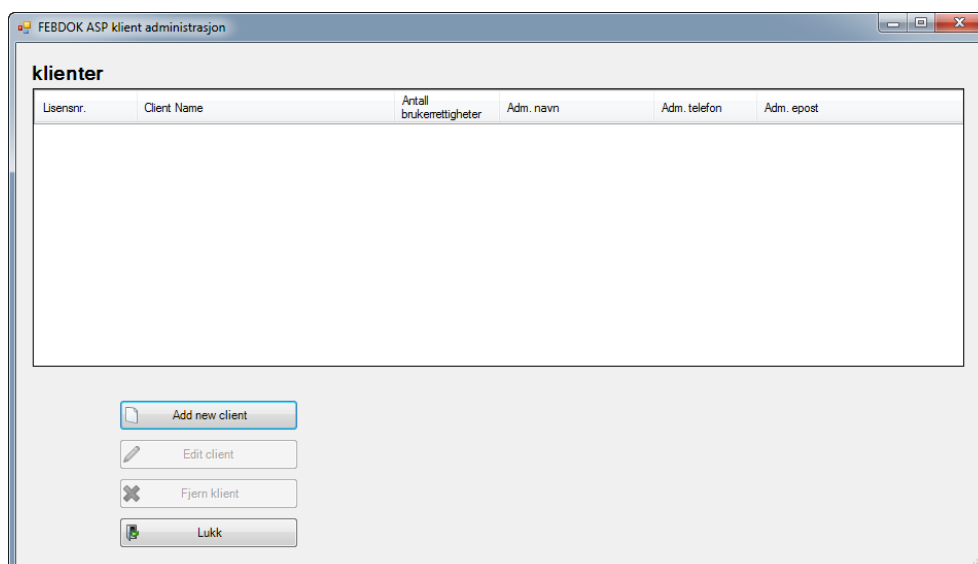 FEBDOK ASP klient administrasjon
klienter
Lisensnr. Client Name Antall brukerrettigheter Adm. navn Adm. telefon Adm. epost
Add new client
Edit client
Fjern klient
Lukk